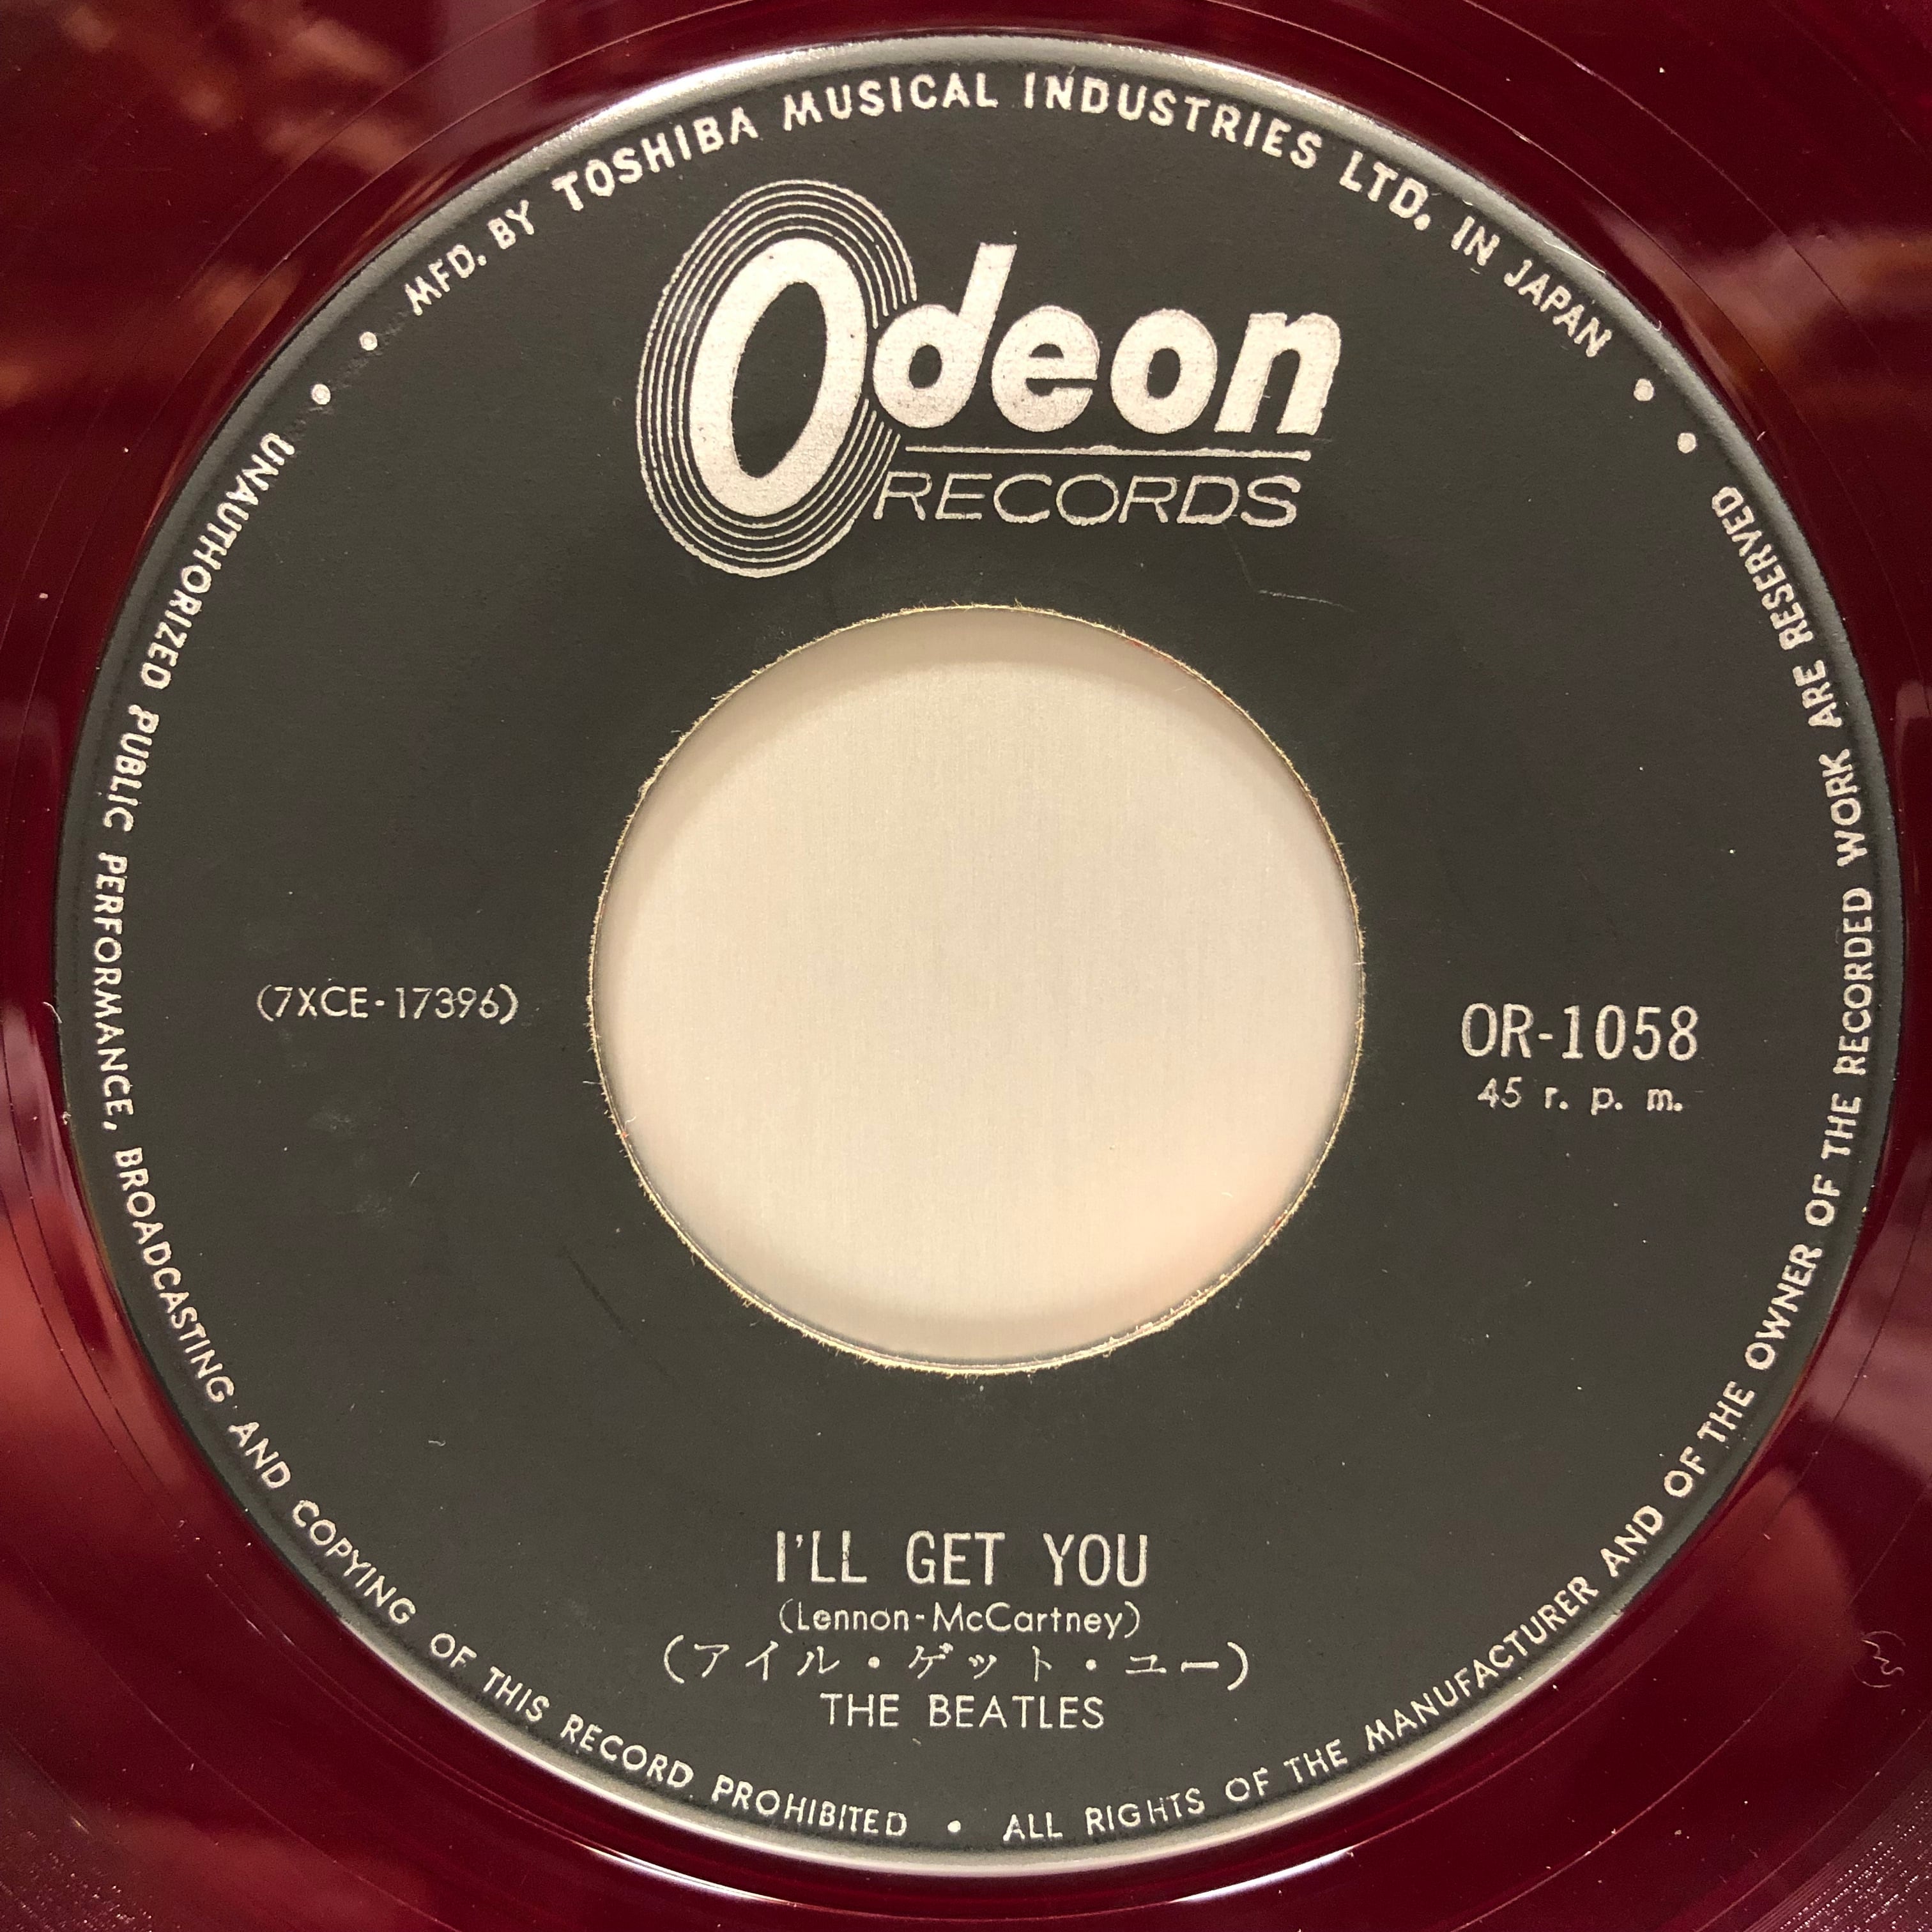 MFD. BY TOSHIBA MUSICAL INDUSTRIES LTD. IN JAPAN
Odeon
RECORDS
(7XCE-17396)
OR-1058
45 r. p. m.
I'LL GET YOU
(Lennon-McCartney)
(アイル・ゲット・ユー)
THE BEATLES
UNAUTHORIZED PUBLIC PERFORMANCE, BROADCASTING AND COPYING OF THIS RECORD PROHIBITED • ALL RIGHTS OF THE MANUFACTURER AND OF THE OWNER OF THE RECORDED WORK ARE RESERVED